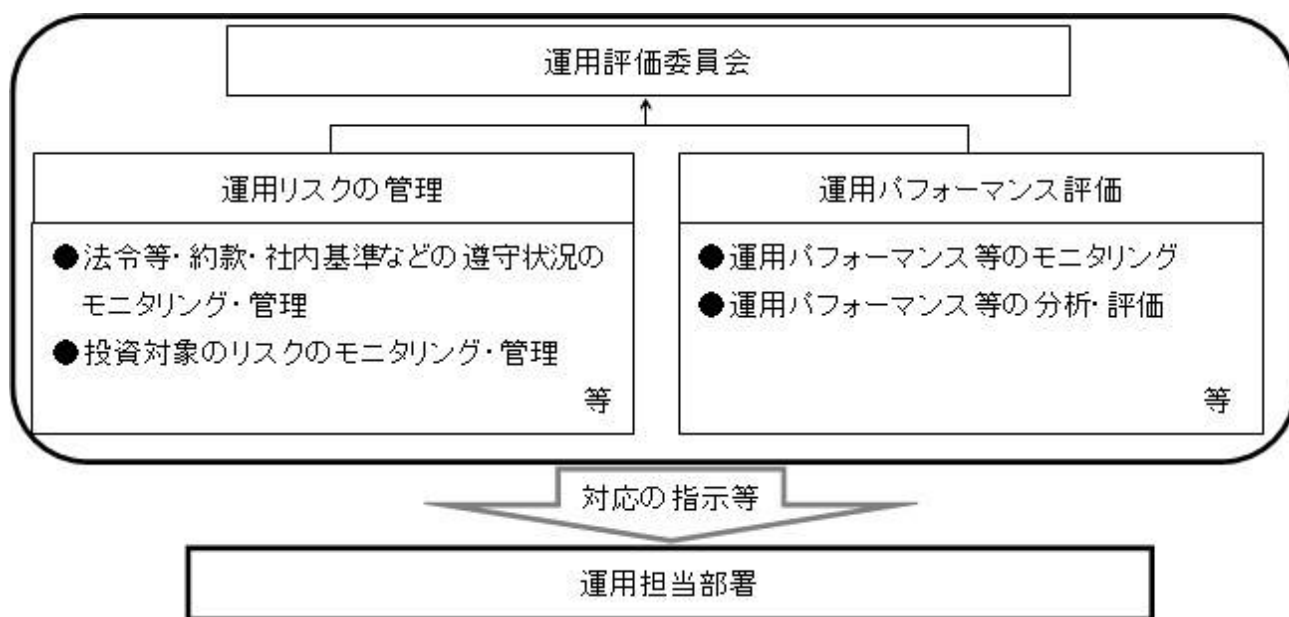 運用評価委員会
運用リスクの管理
●法令等・約款・社内基準などの遵守状況の
モニタリング・管理
●投資対象のリスクのモニタリング・管理
等
運用パフォーマンス評価
●運用パフォーマンス等のモニタリング
●運用パフォーマンス等の分析・評価
等
対応の指示等
運用担当部署